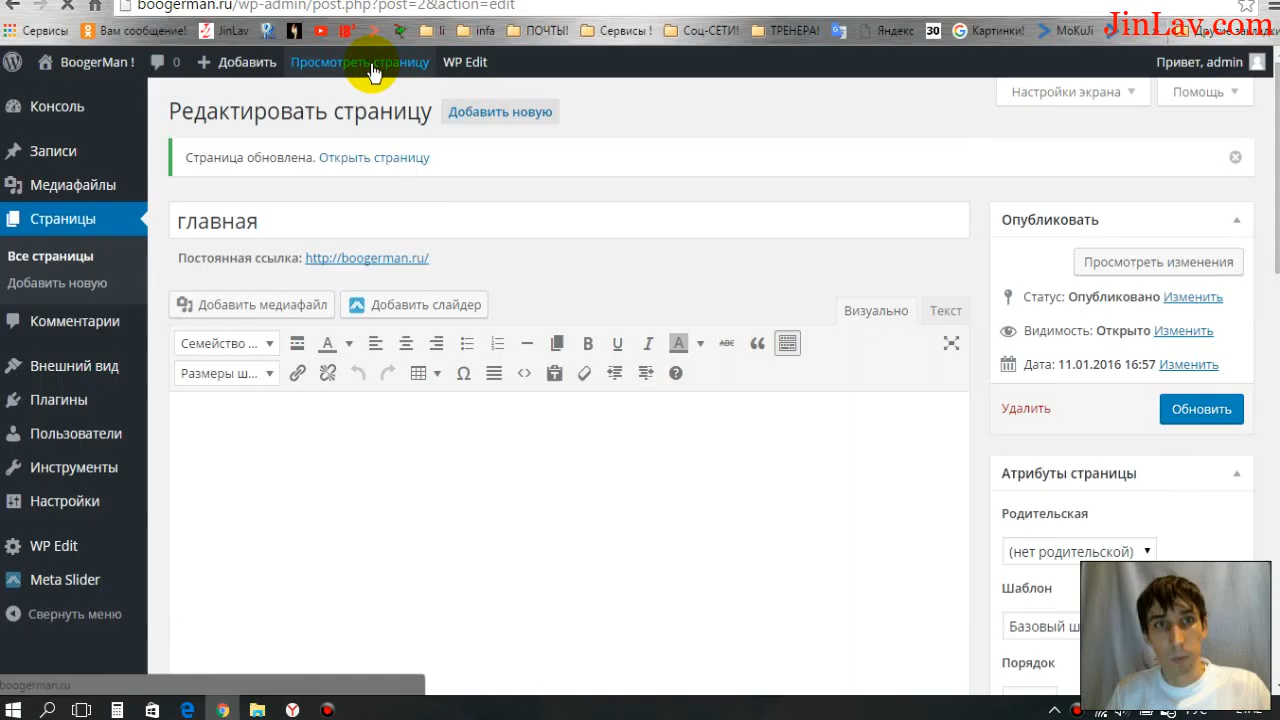 boogerman.ru/wp-admin/post.php?post=2&action=edit
JinLav.com
Сервисы Вам сообщение! JinLav li infa ПОЧТЫ! Сервисы ! Соц-СЕТИ! ТРЕНЕРА! Яндекс 30 Картинки! MoKuJi Другие закладки
BoogerMan ! 0 Добавить Просмотреть страницу WP Edit Привет, admin
Консоль
Записи
Медиафайлы
Страницы
Все страницы
Добавить новую
Комментарии
Внешний вид
Плагины
Пользователи
Инструменты
Настройки
WP Edit
Meta Slider
Свернуть меню
Настройки экрана Помощь
Редактировать страницу Добавить новую
Страница обновлена. Открыть страницу
главная
Постоянная ссылка: http://boogerman.ru/
Добавить медиафайл Добавить слайдер
Визуально Текст
Семейство ...
Размеры ш...
Опубликовать
Просмотреть изменения
Статус: Опубликовано Изменить
Видимость: Открыто Изменить
Дата: 11.01.2016 16:57 Изменить
Удалить Обновить
Атрибуты страницы
Родительская
(нет родительской)
Шаблон
Базовый ш
Порядок
boogerman.ru